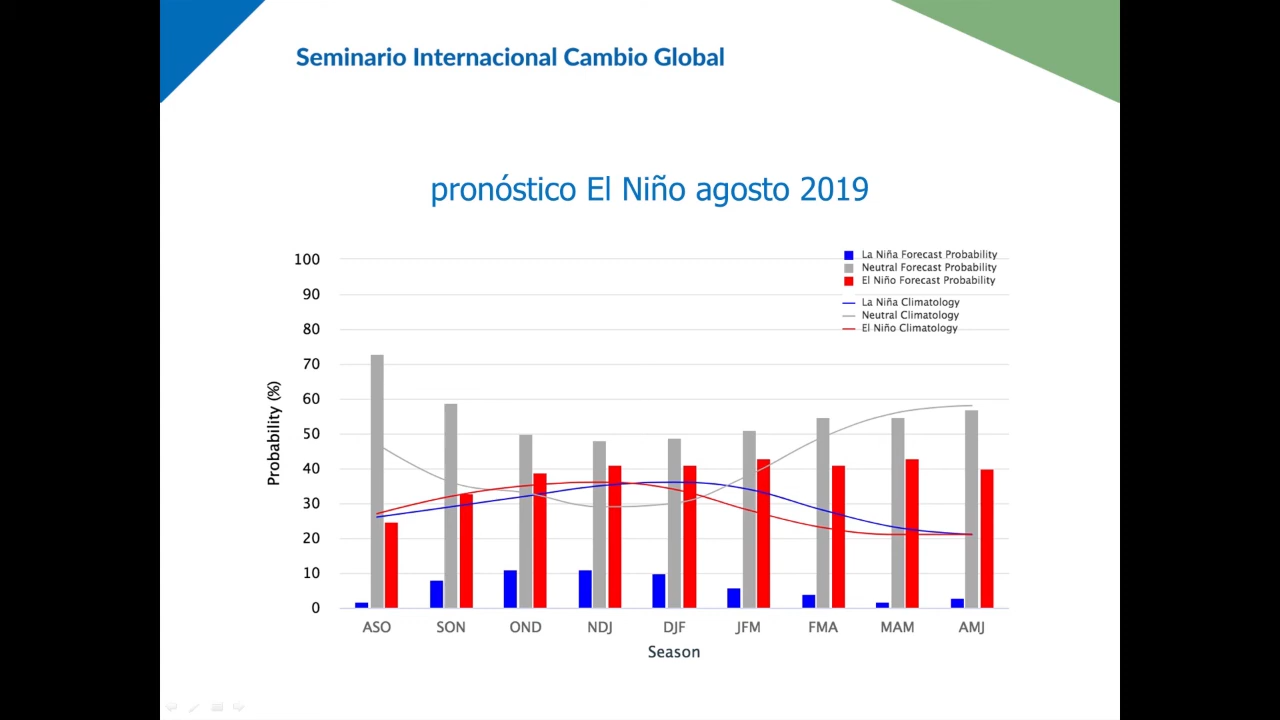 Seminario Internacional Cambio Global
pronóstico El Niño agosto 2019
La Niña Forecast Probability
Neutral Forecast Probability
El Niño Forecast Probability
La Niña Climatology
Neutral Climatology
El Niño Climatology
Probability (%)
100
90
80
70
60
50
40
30
20
10
0
ASO SON OND NDJ DJF JFM FMA MAM AMJ
Season